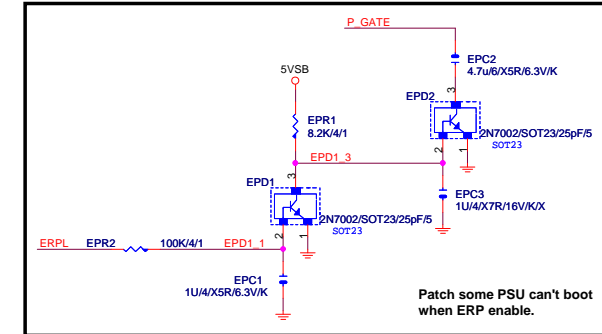 P_GATE
EPC2
4.7u/6/X5R/6.3V/K
5VSB
3
EPD2
EPR1
8.2K/4/1
2N7002/SOT23/25pF/5
SOT23
2
1
EPD1_3
3
EPD1
EPC3
1U/4/X7R/16V/K/X
2N7002/SOT23/25pF/5
SOT23
2
1
ERPL
EPR2
100K/4/1
EPD1_1
EPC1
1U/4/X5R/6.3V/K
Patch some PSU can't boot
when ERP enable.